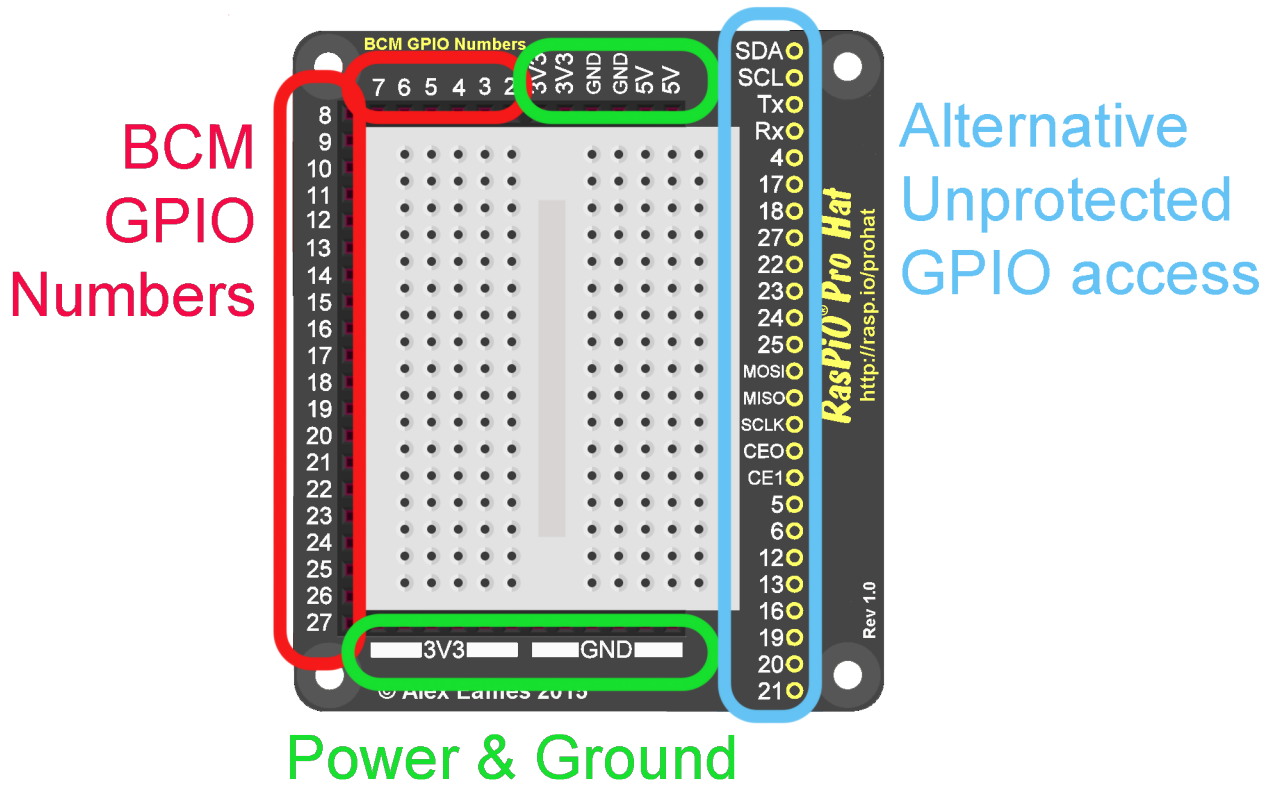 BCM GPIO Numbers
7 6 5 4 3 2 3V3 3V3 GND GND 5V 5V
8
9
10
11
12
13
14
15
16
17
18
19
20
21
22
23
24
25
26
27
BCM
GPIO
Numbers
SDA
SCL
Tx
Rx
4
17
18
27
22
23
24
25
MOSI
MISO
SCLK
CEO
CE1
5
6
12
13
16
19
20
21
Alternative
Unprotected
GPIO access
RasPiO® Pro Hat
http://rasp.io/prohat
Rev 1.0
3V3 GND
© Alex Eames 2015
Power & Ground